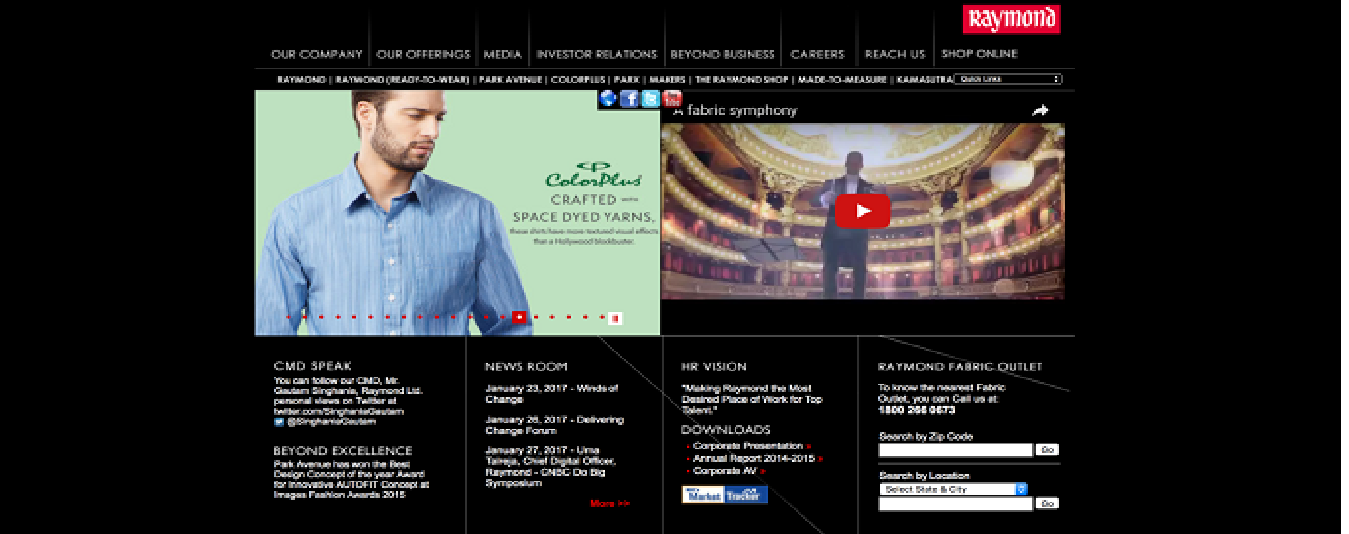 Raymond
OUR COMPANY
OUR OFFERINGS
MEDIA
INVESTOR RELATIONS
BEYOND BUSINESS
CAREERS
REACH US
SHOP ONLINE
RAYMOND | RAYMOND (READY-TO-WEAR) | PARK AVENUE | COLORPLUS | PARX | MAKERS | THE RAYMOND SHOP | MADE-TO-MEASURE | KAMASUTRA
Quick Links
ColorPlus
CRAFTED WITH
SPACE DYED YARNS.
these shirts have more textured visual effects
than a Hollywood blockbuster.
A fabric symphony
CMD SPEAK
You can follow our CMD, Mr.
Gautam Singhania, Raymond Ltd.
personal views on Twitter at
twitter.com/SinghaniaGautam
@SinghaniaGautam
BEYOND EXCELLENCE
Park Avenue has won the Best
Design Concept of the year Award
for Innovative AUTOFIT Concept at
Images Fashion Awards 2015
NEWS ROOM
January 23, 2017 - Winds of
Change
January 26, 2017 - Delivering
Change Forum
January 27, 2017 - Uma
Talreja, Chief Digital Officer,
Raymond - CNBC Do Big
Symposium
More >>
HR VISION
"Making Raymond the Most
Desired Place of Work for Top
Talent."
DOWNLOADS
Corporate Presentation »
Annual Report 2014-2015 »
Corporate AV »
Market Tracker
RAYMOND FABRIC OUTLET
To know the nearest Fabric
Outlet, you can Call us at:
Search by Zip Code
Go
Search by Location
Select State & City
Go